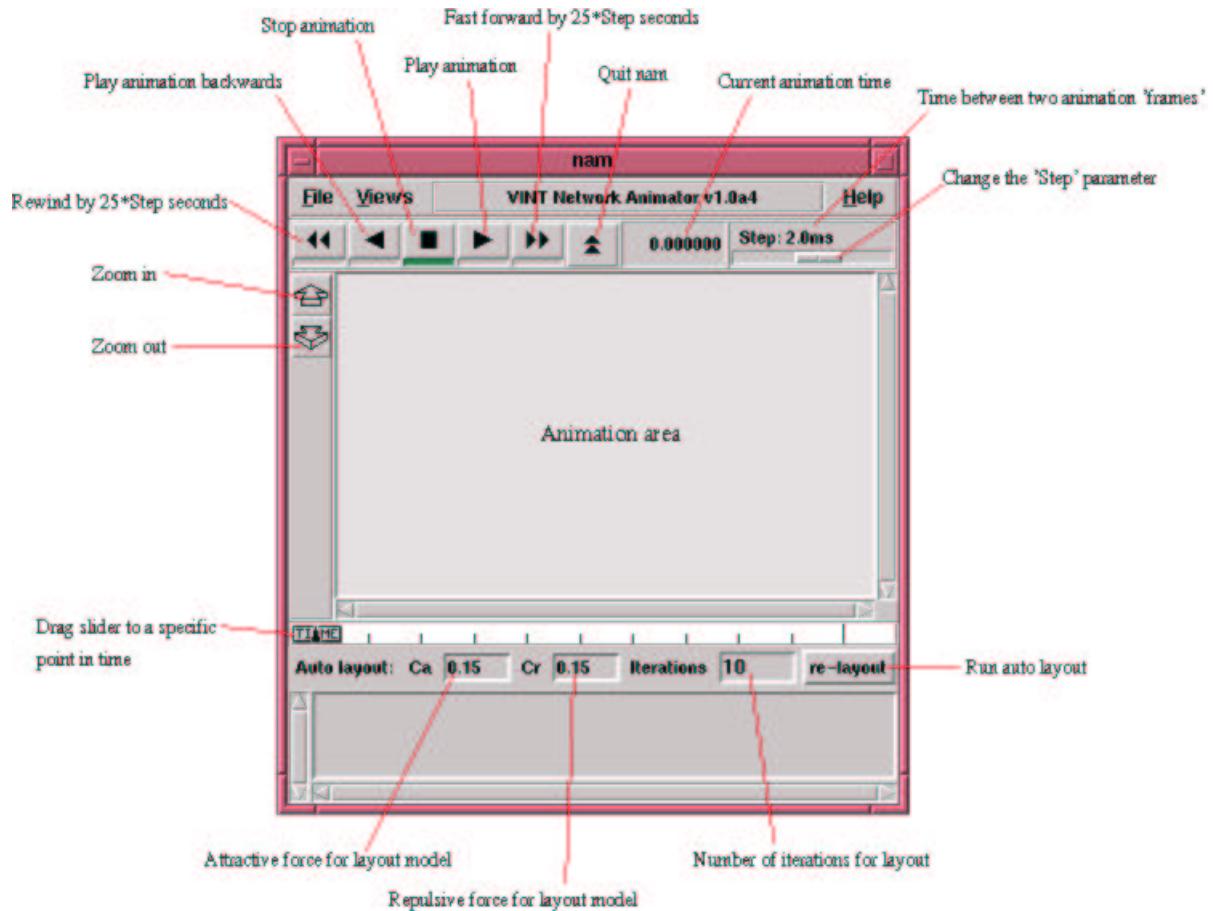 Fast forward by 25*Step seconds
Stop animation
Play animation
Quit nam
Play animation backwards
Current animation time
Time between two animation 'frames'
nam
Change the 'Step' parameter
File Views VINT Network Animator v1.0a4 Help
Rewind by 25*Step seconds
0.000000 Step: 2.0ms
Zoom in
Zoom out
Animation area
Drag slider to a specific
point in time
TIME
Auto layout: Ca 0.15 Cr 0.15 Iterations 10 re-layout
Run auto layout
Attractive force for layout model
Number of iterations for layout
Repulsive force for layout model